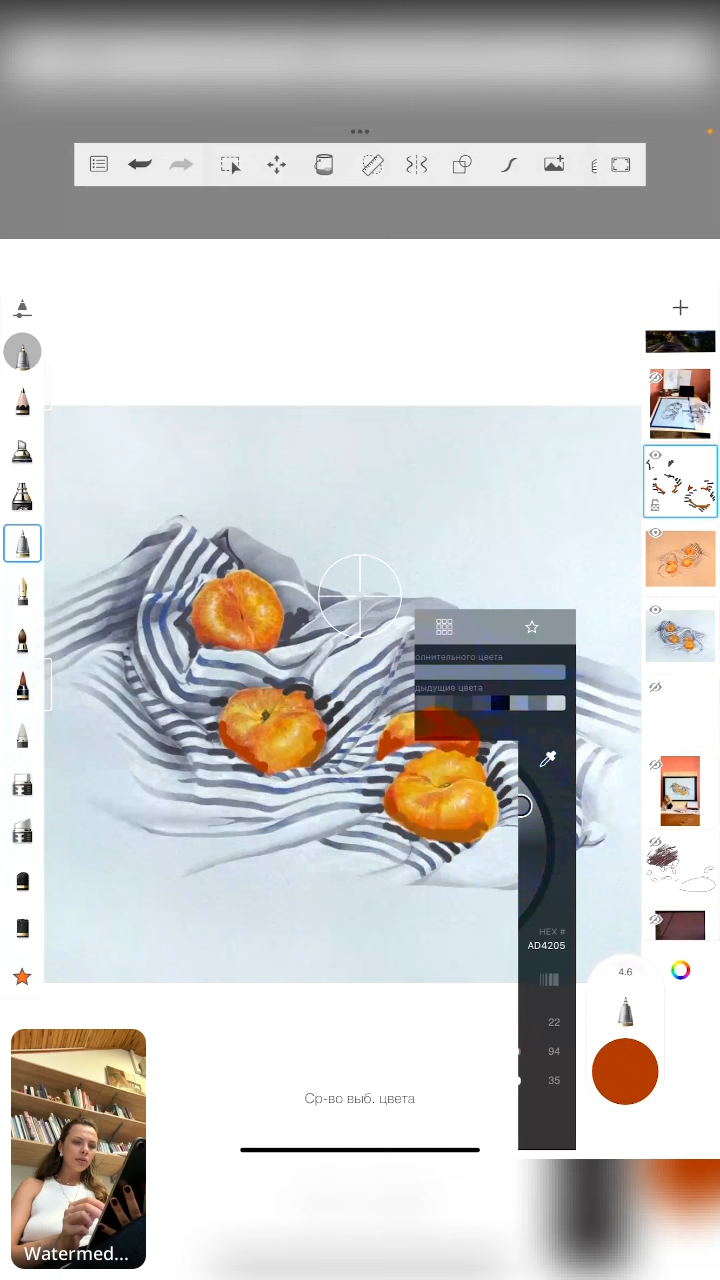 олнительного цвета
дыдущие цвета
HEX #
AD4205
4.6
22
94
35
Ср-во выб. цвета
Watermed...